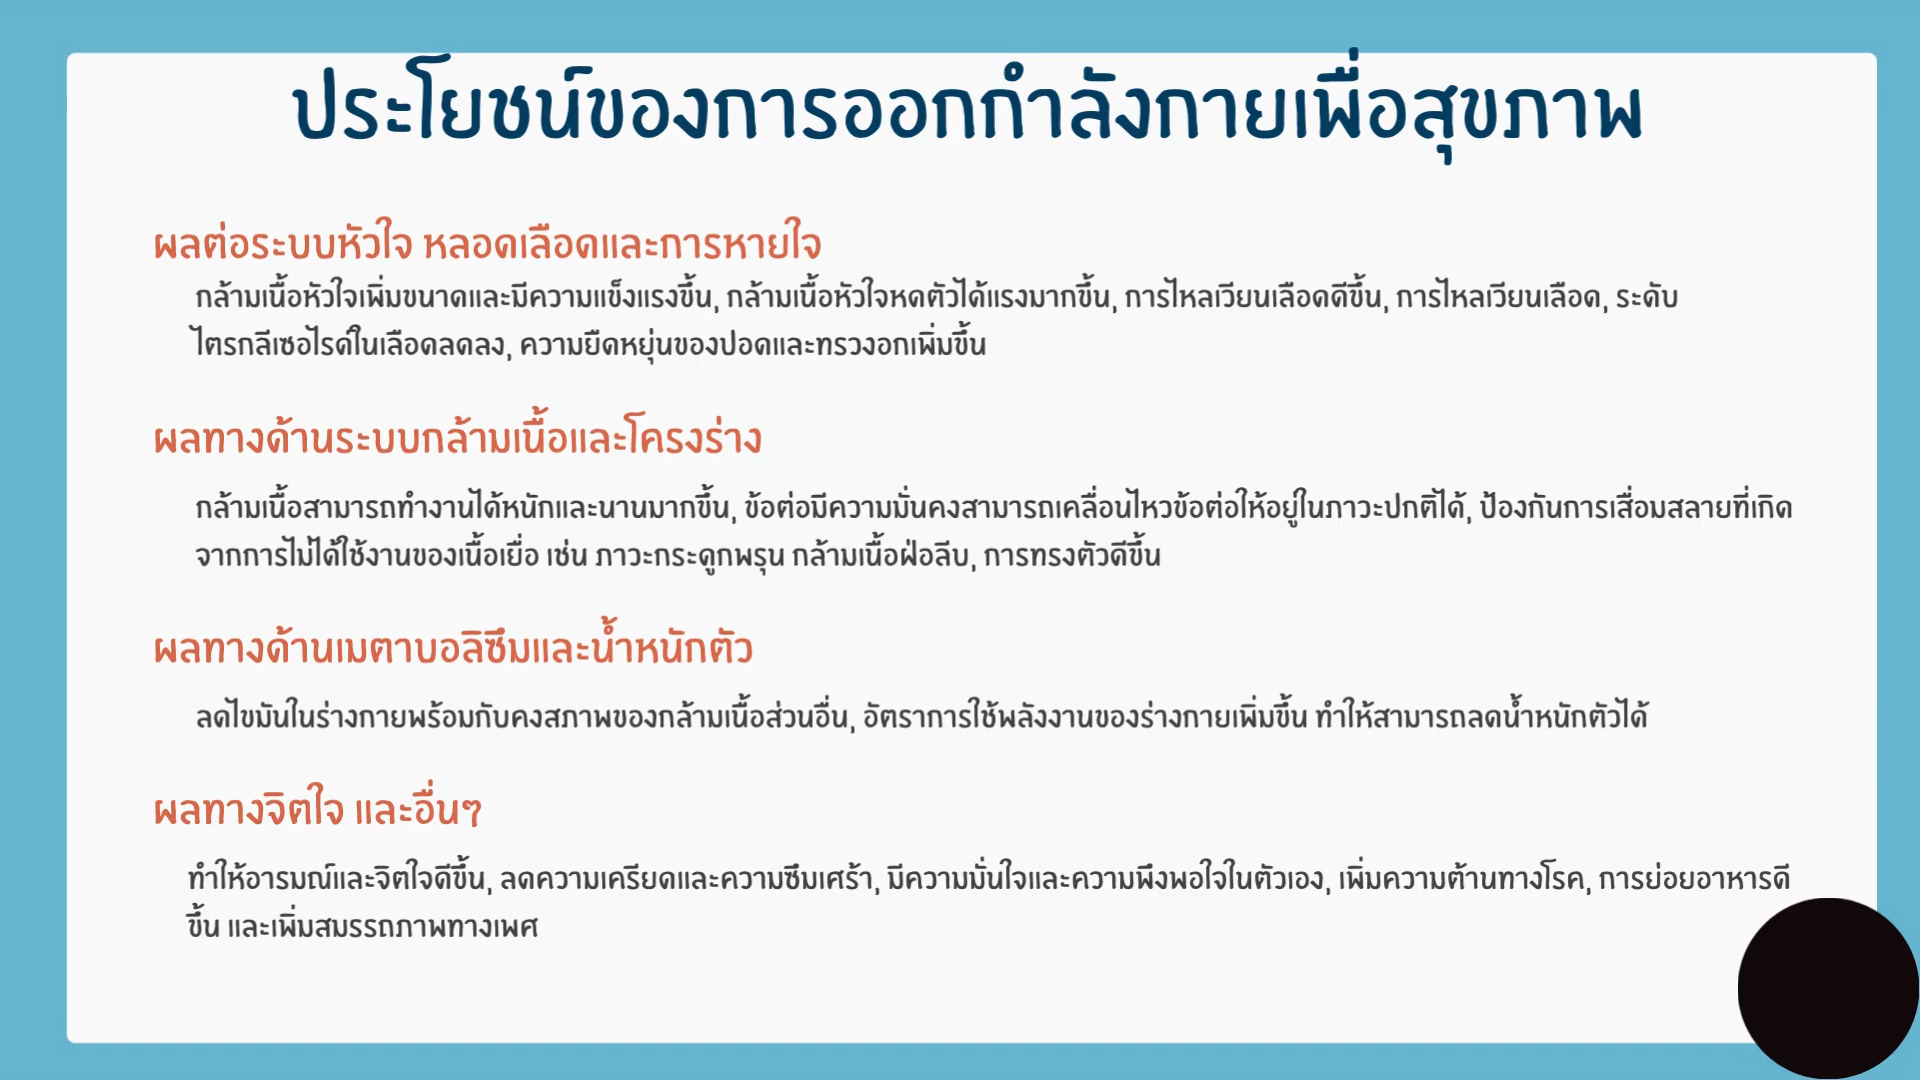 ประโยชน์ของการออกกำลังกายเพื่อสุขภาพ
ผลต่อระบบหัวใจ หลอดเลือดและการหายใจ
กล้ามเนื้อหัวใจเพิ่มขนาดและมีความแข็งแรงขึ้น, กล้ามเนื้อหัวใจหดตัวได้แรงมากขึ้น, การไหลเวียนเลือดดีขึ้น, การไหลเวียนเลือด, ระดับ
ไตรกลีเซอไรด์ในเลือดลดลง, ความยืดหยุ่นของปอดและทรวงอกเพิ่มขึ้น
ผลทางด้านระบบกล้ามเนื้อและโครงร่าง
กล้ามเนื้อสามารถทำงานได้หนักและนานมากขึ้น, ข้อต่อมีความมั่นคงสามารถเคลื่อนไหวข้อต่อให้อยู่ในภาวะปกติได้, ป้องกันการเสื่อมสลายที่เกิด
จากการไม่ได้ใช้งานของเนื้อเยื่อ เช่น ภาวะกระดูกพรุน กล้ามเนื้อฝ่อลีบ, การทรงตัวดีขึ้น
ผลทางด้านเมตาบอลิซึมและน้ำหนักตัว
ลดไขมันในร่างกายพร้อมกับคงสภาพของกล้ามเนื้อส่วนอื่น, อัตราการใช้พลังงานของร่างกายเพิ่มขึ้น ทำให้สามารถลดน้ำหนักตัวได้
ผลทางจิตใจ และอื่นๆ
ทำให้อารมณ์และจิตใจดีขึ้น, ลดความเครียดและความซึมเศร้า, มีความมั่นใจและความพึงพอใจในตัวเอง, เพิ่มความต้านทางโรค, การย่อยอาหารดี
ขึ้น และเพิ่มสมรรถภาพทางเพศ